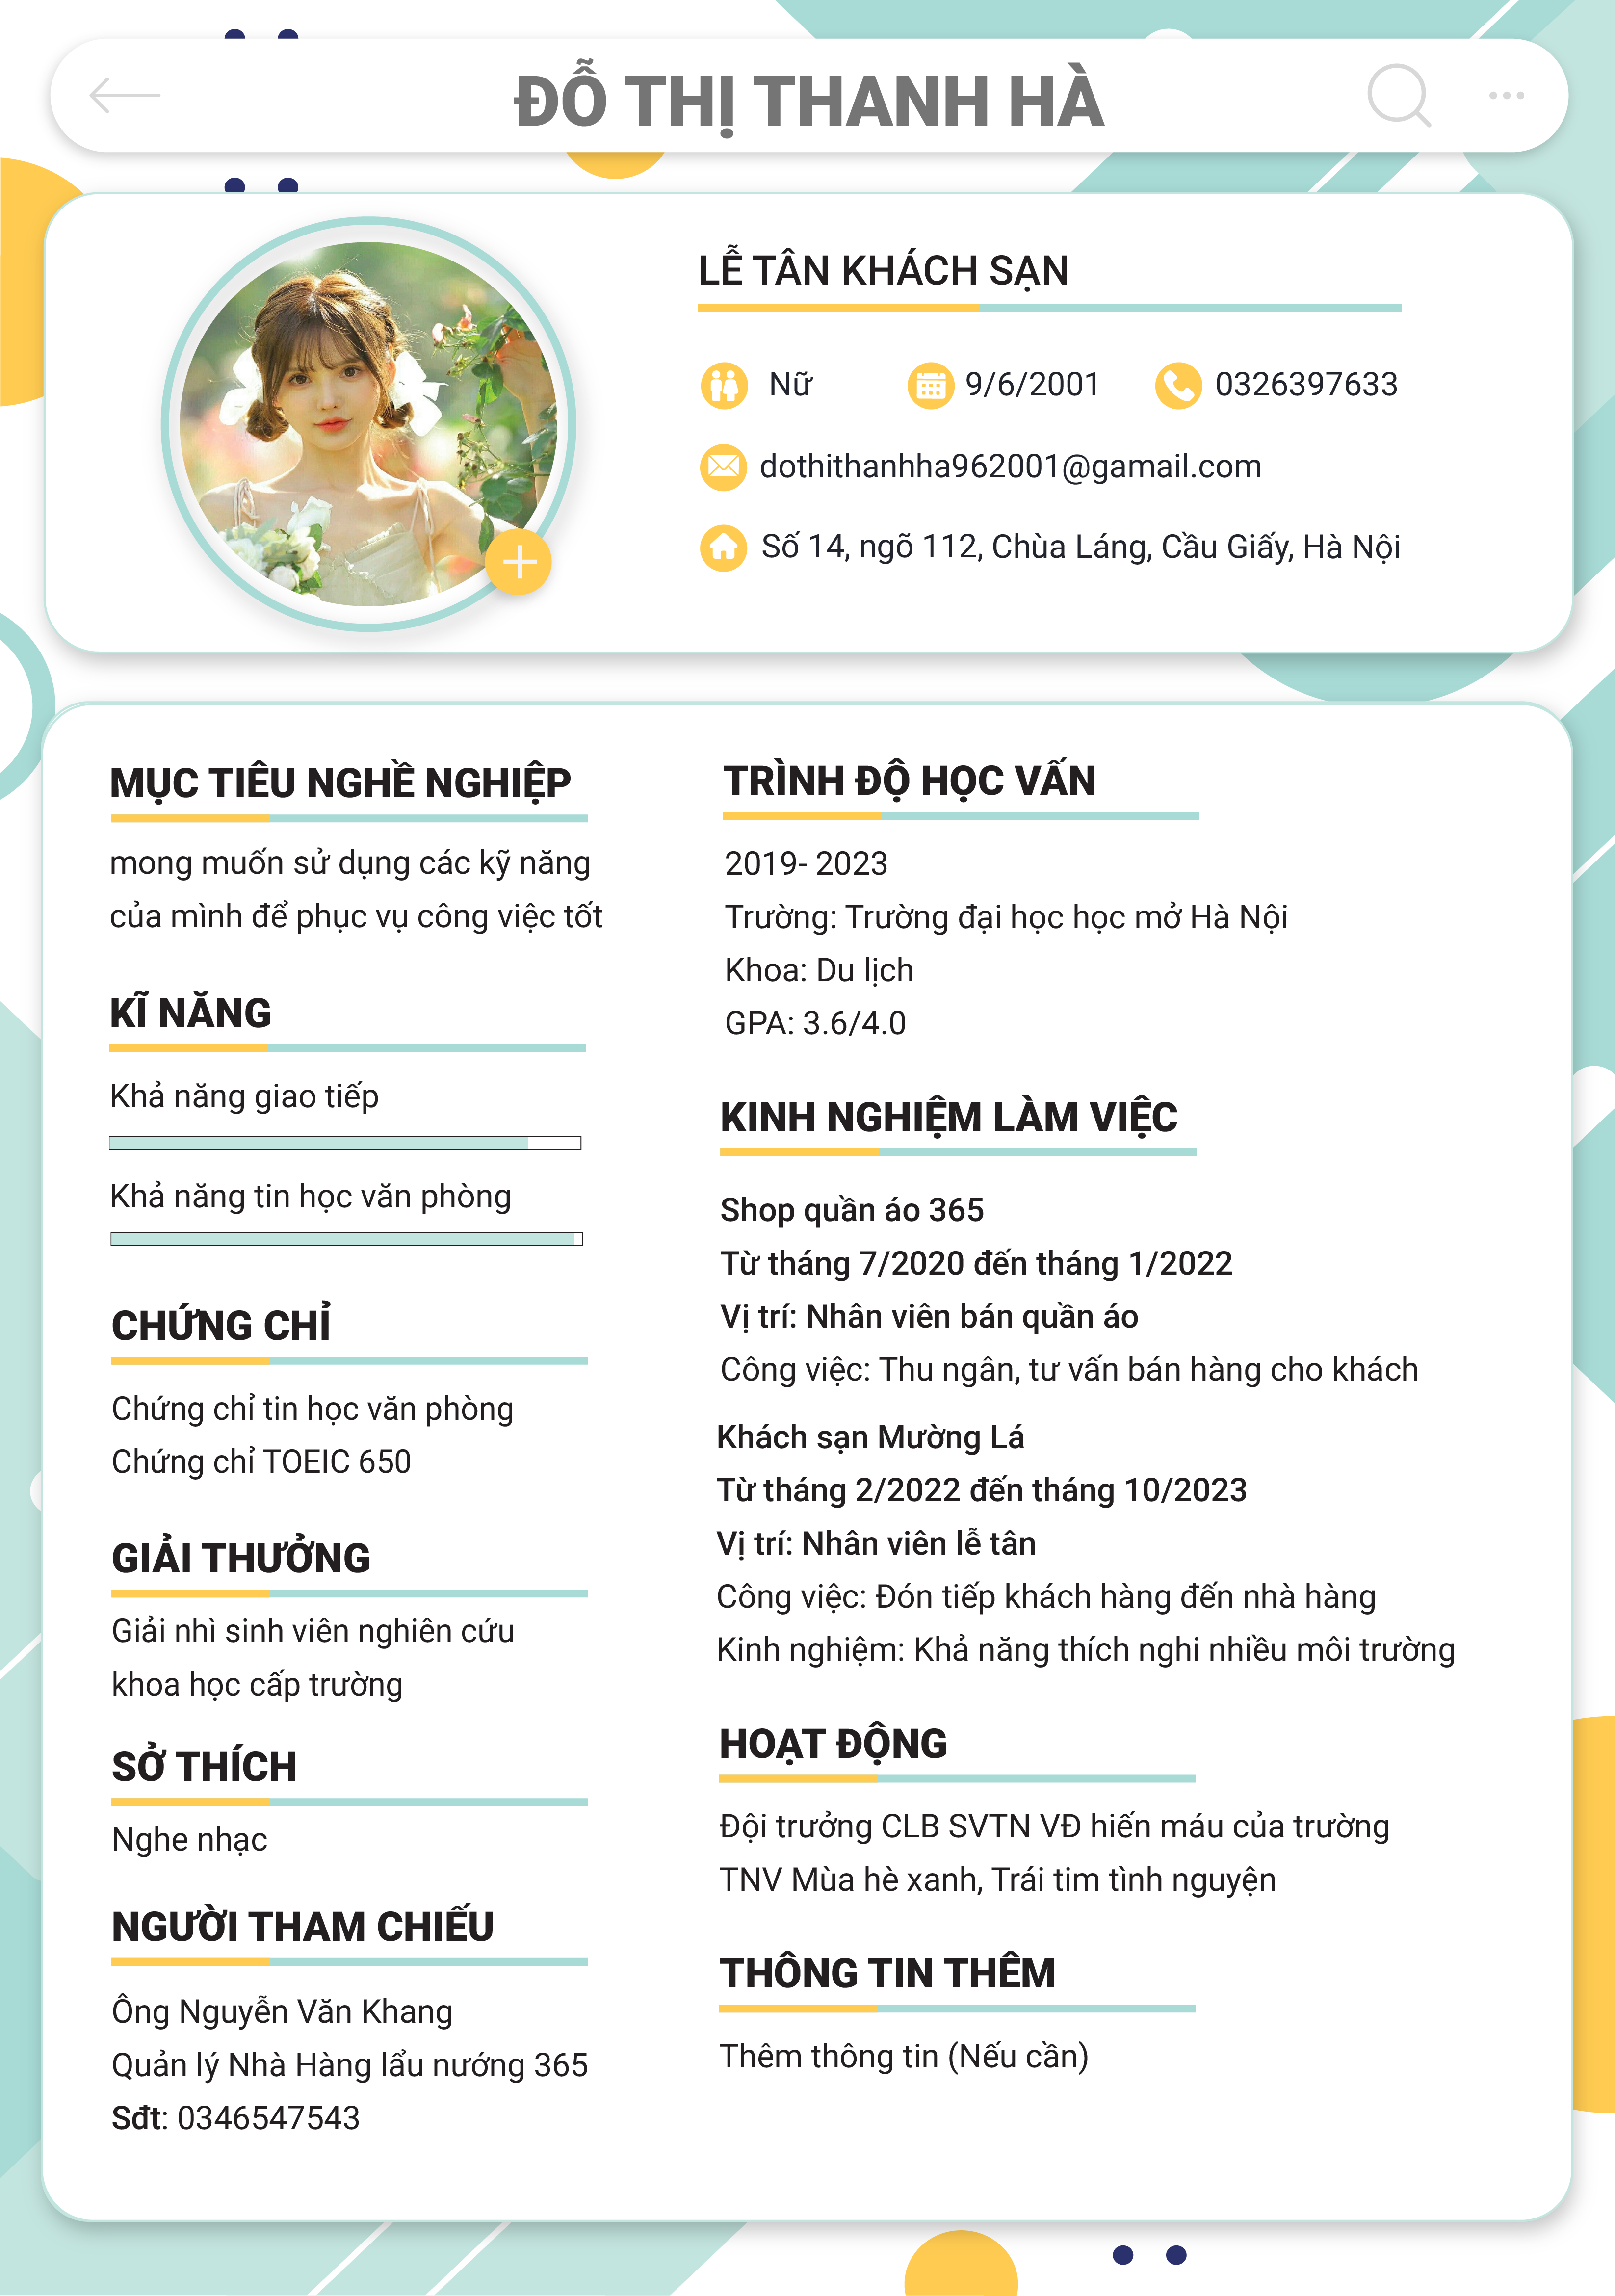 ĐỖ THỊ THANH HÀ
LỄ TÂN KHÁCH SẠN
Nữ 9/6/2001 0326397633
dothithanhha962001@gamail.com
Số 14, ngõ 112, Chùa Láng, Cầu Giấy, Hà Nội
MỤC TIÊU NGHỀ NGHIỆP
mong muốn sử dụng các kỹ năng
của mình để phục vụ công việc tốt
KĨ NĂNG
Khả năng giao tiếp
Khả năng tin học văn phòng
CHỨNG CHỈ
Chứng chỉ tin học văn phòng
Chứng chỉ TOEIC 650
GIẢI THƯỞNG
Giải nhì sinh viên nghiên cứu
khoa học cấp trường
SỞ THÍCH
Nghe nhạc
NGƯỜI THAM CHIẾU
Ông Nguyễn Văn Khang
Quản lý Nhà Hàng lẩu nướng 365
Sđt: 0346547543
TRÌNH ĐỘ HỌC VẤN
2019- 2023
Trường: Trường đại học học mở Hà Nội
Khoa: Du lịch
GPA: 3.6/4.0
KINH NGHIỆM LÀM VIỆC
Shop quần áo 365
Từ tháng 7/2020 đến tháng 1/2022
Vị trí: Nhân viên bán quần áo
Công việc: Thu ngân, tư vấn bán hàng cho khách
Khách sạn Mường Lá
Từ tháng 2/2022 đến tháng 10/2023
Vị trí: Nhân viên lễ tân
Công việc: Đón tiếp khách hàng đến nhà hàng
Kinh nghiệm: Khả năng thích nghi nhiều môi trường
HOẠT ĐỘNG
Đội trưởng CLB SVTN VĐ hiến máu của trường
TNV Mùa hè xanh, Trái tim tình nguyện
THÔNG TIN THÊM
Thêm thông tin (Nếu cần)